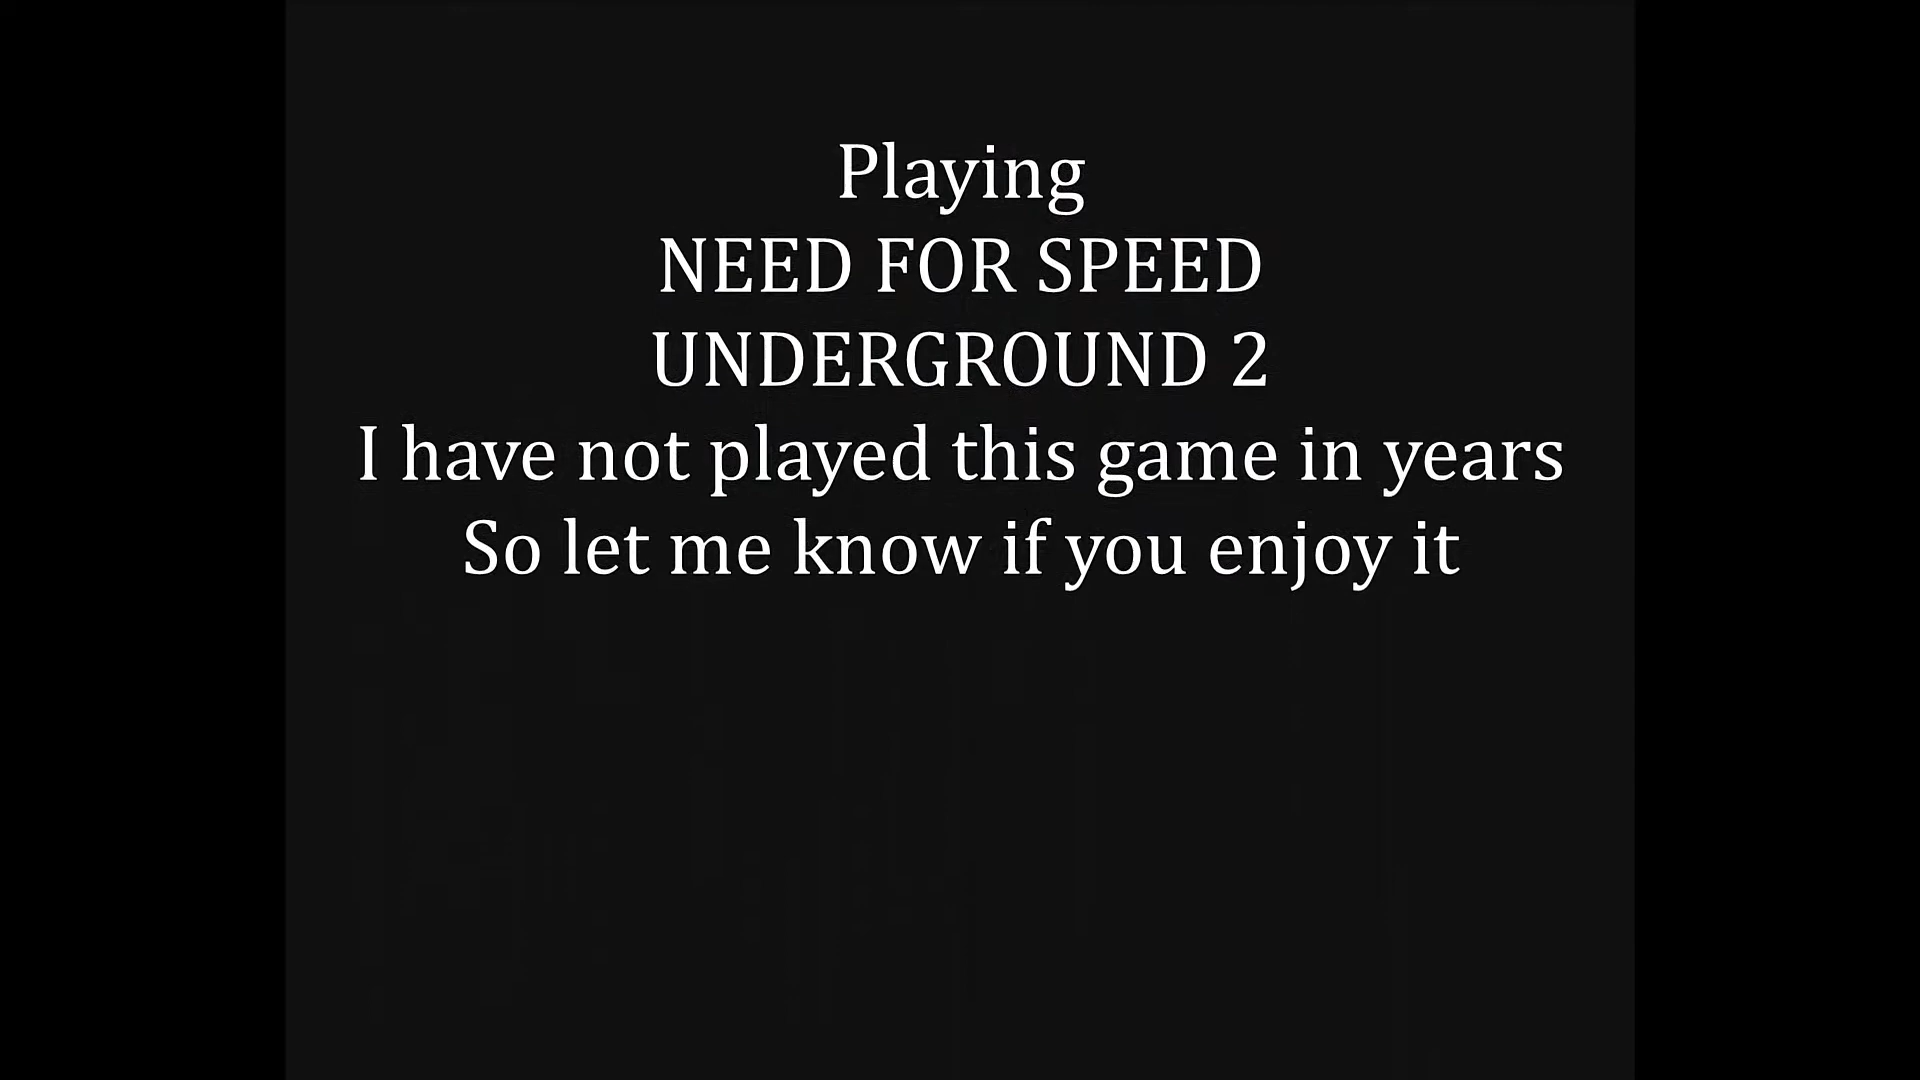 Playing
NEED FOR SPEED
UNDERGROUND 2
I have not played this game in years
So let me know if you enjoy it